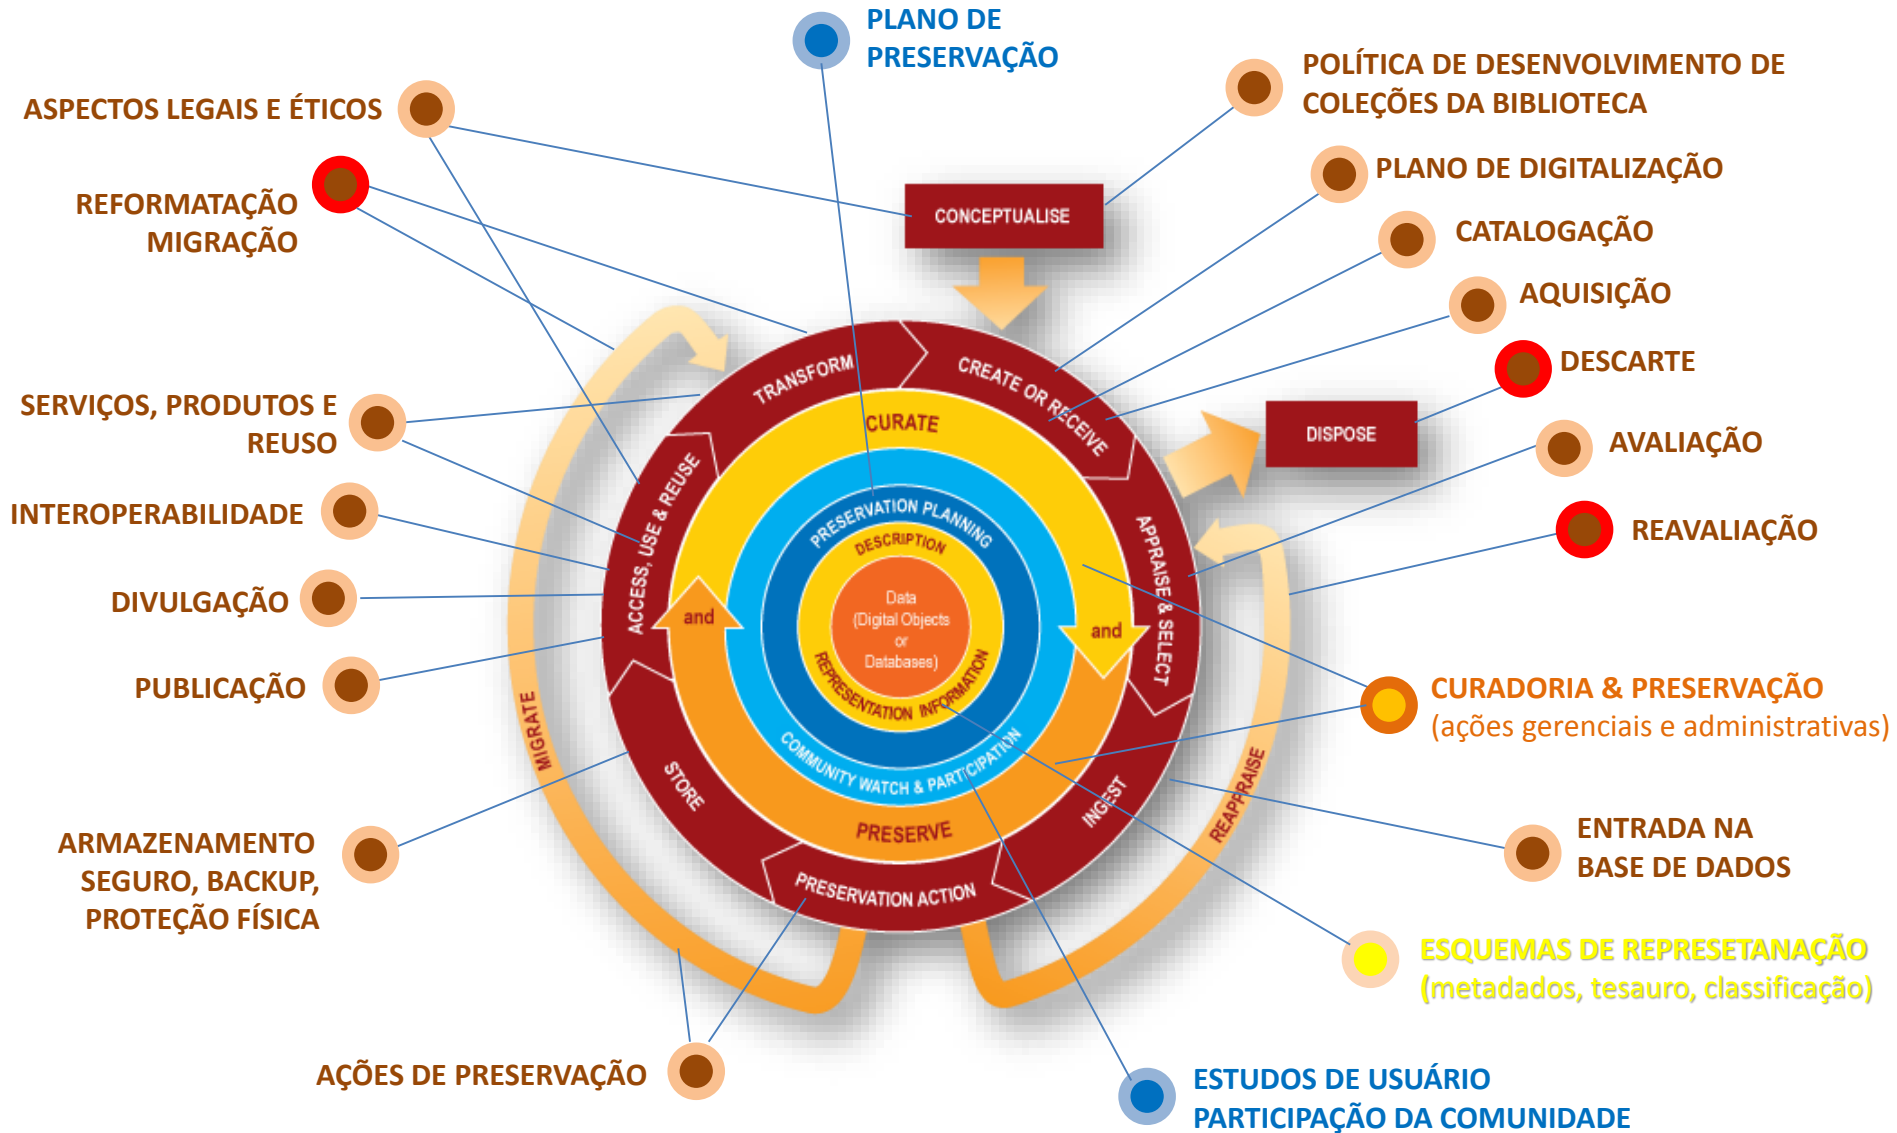 PLANO DE
PRESERVAÇÃO
POLÍTICA DE DESENVOLVIMENTO DE
COLEÇÕES DA BIBLIOTECA
ASPECTOS LEGAIS E ÉTICOS
PLANO DE DIGITALIZAÇÃO
REFORMATAÇÃO
MIGRAÇÃO
CATALOGAÇÃO
AQUISIÇÃO
DESCARTE
SERVIÇOS, PRODUTOS E
REUSO
AVALIAÇÃO
INTEROPERABILIDADE
REAVALIAÇÃO
DIVULGAÇÃO
PUBLICAÇÃO
CURADORIA & PRESERVAÇÃO
(ações gerenciais e administrativas)
ARMAZENAMENTO
SEGURO, BACKUP,
PROTEÇÃO FÍSICA
ENTRADA NA
BASE DE DADOS
ESQUEMAS DE REPRESETANAÇÃO
(metadados, tesauro, classificação)
AÇÕES DE PRESERVAÇÃO
ESTUDOS DE USUÁRIO
PARTICIPAÇÃO DA COMUNIDADE
CONCEPTUALISE
DISPOSE
TRANSFORM
CREATE OR RECEIVE
APPRAISE & SELECT
INGEST
PRESERVATION ACTION
STORE
ACCESS, USE & REUSE
MIGRATE
REAPPRAISE
CURATE
and
and
PRESERVE
PRESERVATION PLANNING
COMMUNITY WATCH & PARTICIPATION
DESCRIPTION
REPRESENTATION INFORMATION
Data
(Digital Objects
or
Databases)